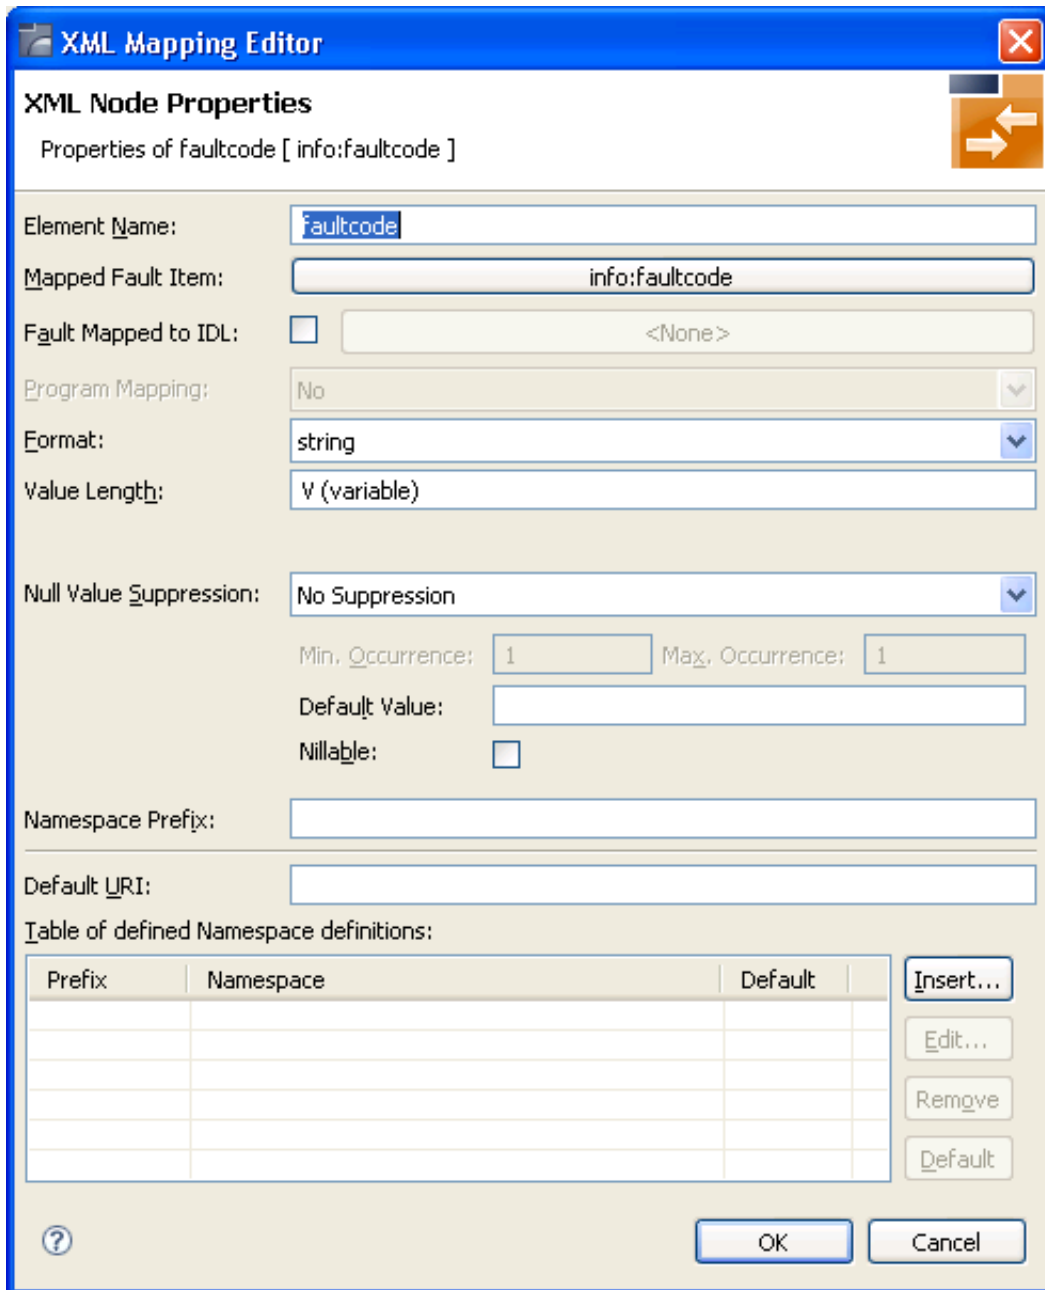 XML Mapping Editor
XML Node Properties
Properties of faultcode [ info:faultcode ]
Element Name: faultcode
Mapped Fault Item: info:faultcode
Fault Mapped to IDL: <None>
Program Mapping: No
Format: string
Value Length: V (variable)
Null Value Suppression: No Suppression
Min. Occurrence: 1 Max. Occurrence: 1
Default Value:
Nillable:
Namespace Prefix:
Default URI:
Table of defined Namespace definitions:
Prefix Namespace Default Insert...
Edit...
Remove
Default
? OK Cancel